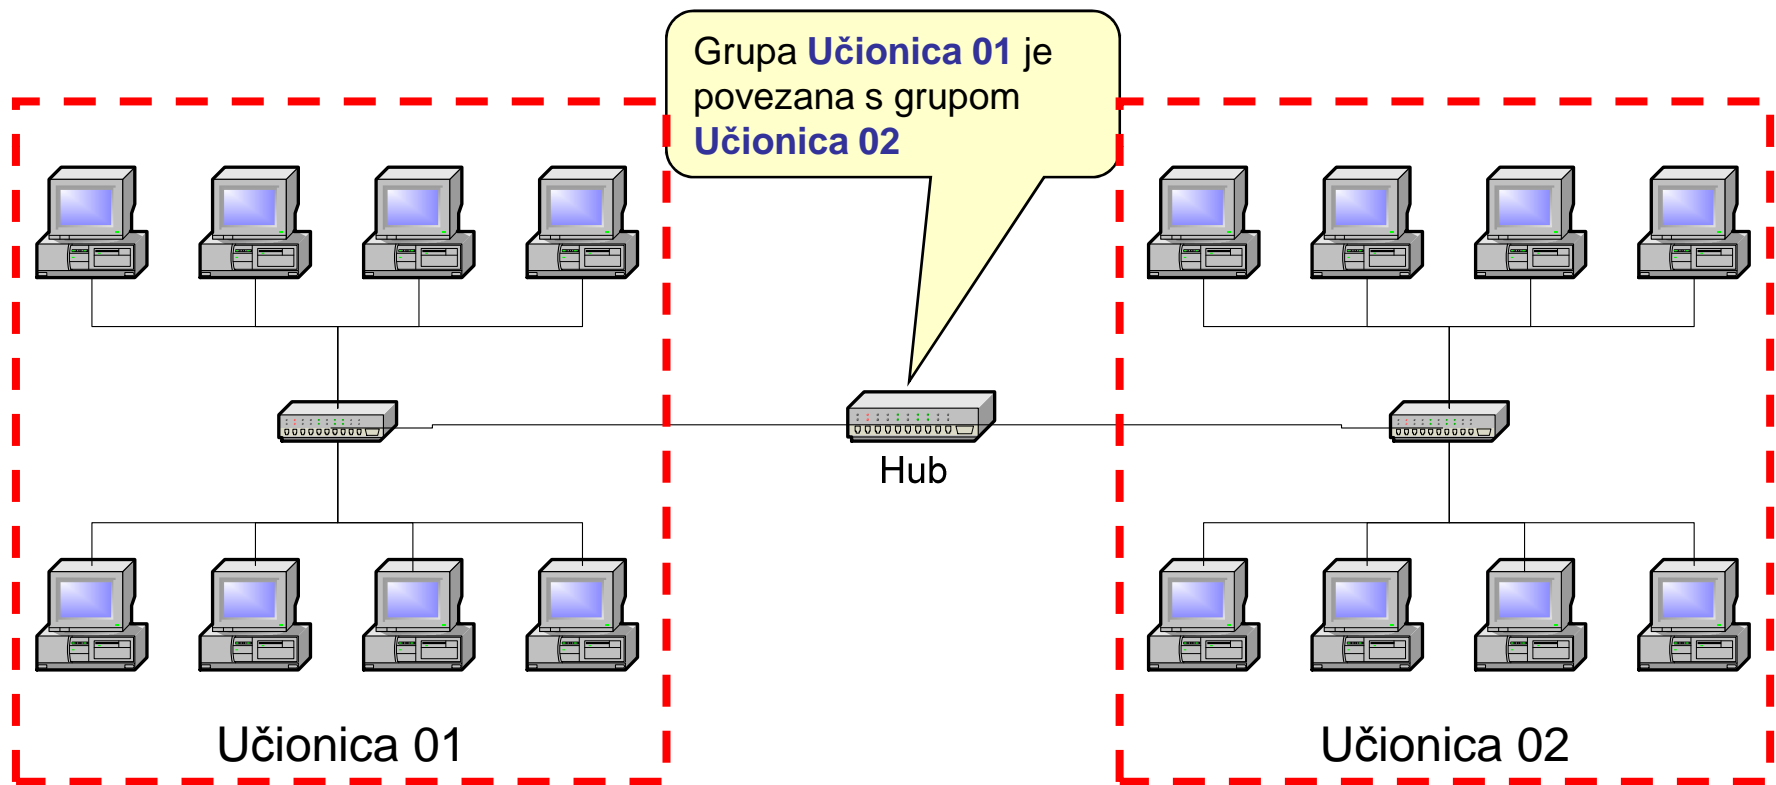 Grupa Učionica 01 je
povezana s grupom
Učionica 02
Hub
Učionica 01
Učionica 02